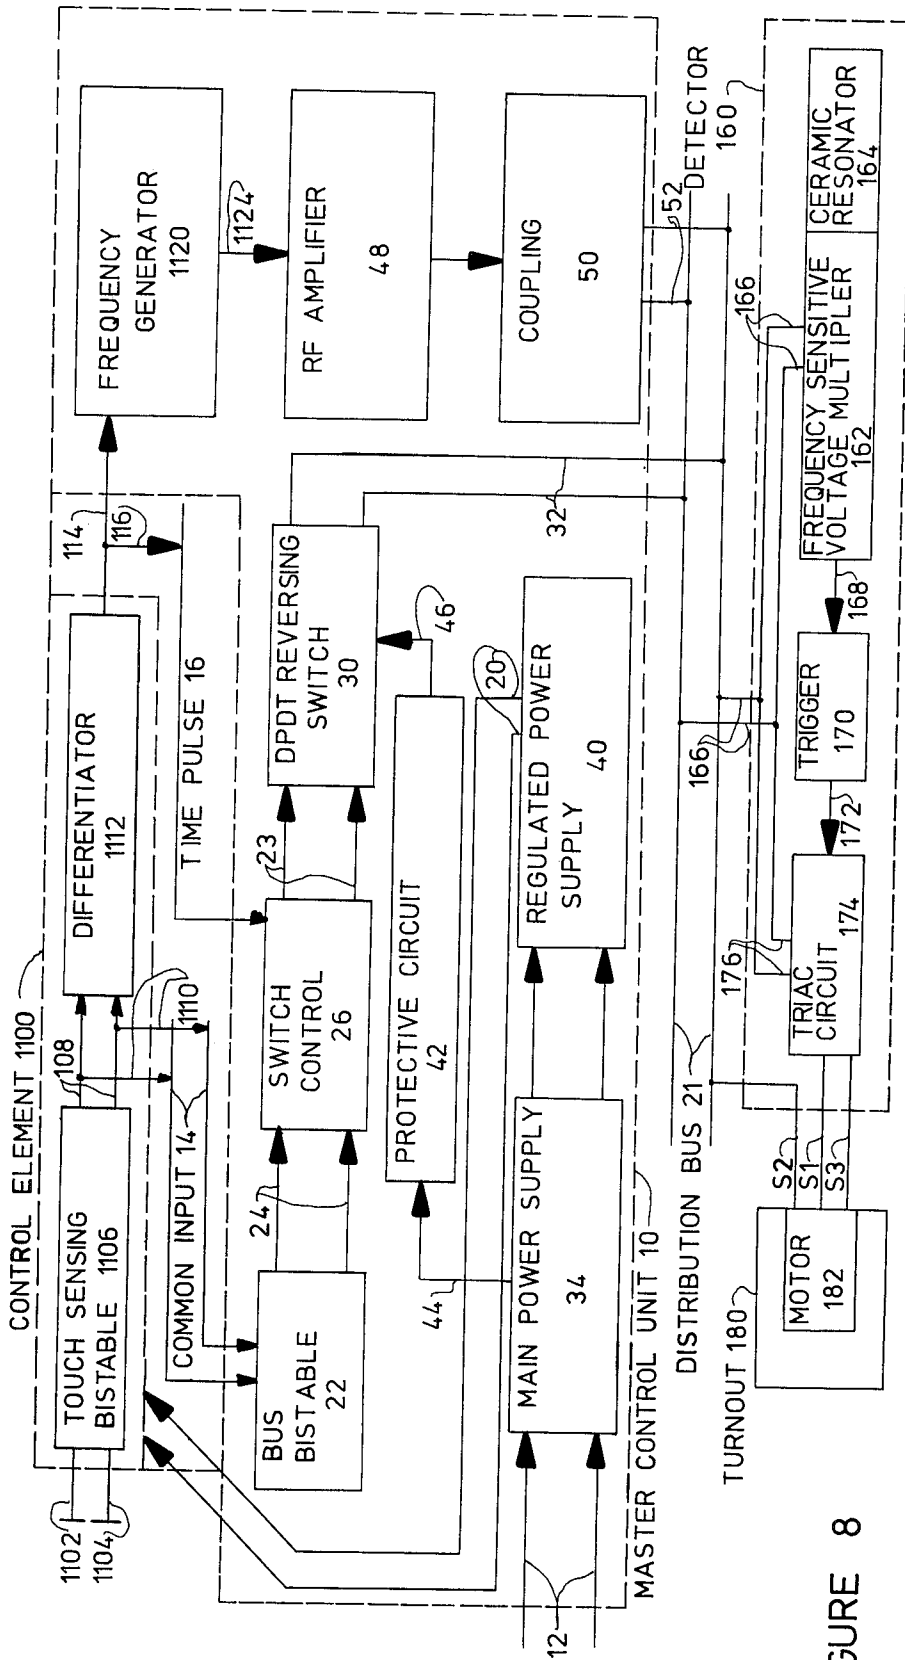 CONTROL ELEMENT 1100
1102
1104
TOUCH SENSING
BISTABLE 1106
108
1110
DIFFERENTIATOR
1112
114
116
FREQUENCY
GENERATOR
1120
1124
RF AMPLIFIER
48
COUPLING
50
52
COMMON INPUT 14
TIME PULSE 16
BUS
BISTABLE
22
24
SWITCH
CONTROL
26
23
DPDT REVERSING
SWITCH
30
32
PROTECTIVE CIRCUIT
42
44
46
12
MAIN POWER SUPPLY
34
REGULATED POWER
SUPPLY
40
20
MASTER CONTROL UNIT 10
DISTRIBUTION BUS 21
DETECTOR
160
166
166
TURNOUT 180
MOTOR
182
S2
S1
S3
176
TRIAC
CIRCUIT
174
172
TRIGGER
170
168
FREQUENCY SENSITIVE
VOLTAGE MULTIPLER
162
CERAMIC
RESONATOR
164
GURE 8